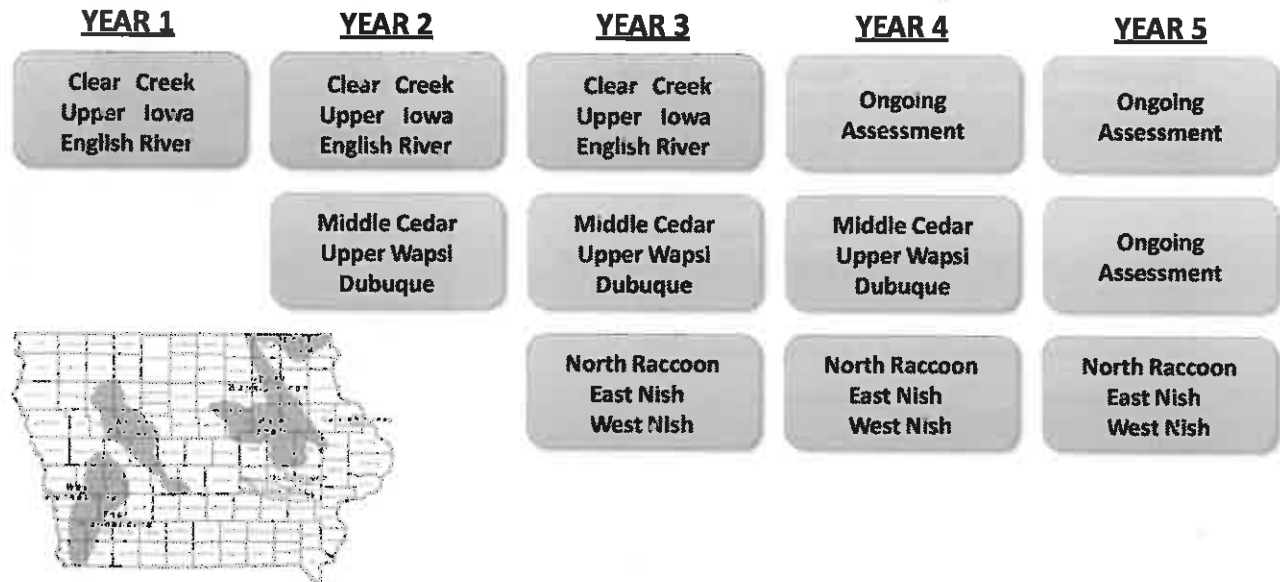 YEAR 1
YEAR 2
YEAR 3
YEAR 4
YEAR 5
Clear Creek
Upper Iowa
English River
Clear Creek
Upper Iowa
English River
Clear Creek
Upper Iowa
English River
Ongoing
Assessment
Ongoing
Assessment
Middle Cedar
Upper Wapsi
Dubuque
Middle Cedar
Upper Wapsi
Dubuque
Middle Cedar
Upper Wapsi
Dubuque
Ongoing
Assessment
North Raccoon
East Nish
West Nish
North Raccoon
East Nish
West Nish
North Raccoon
East Nish
West Nish